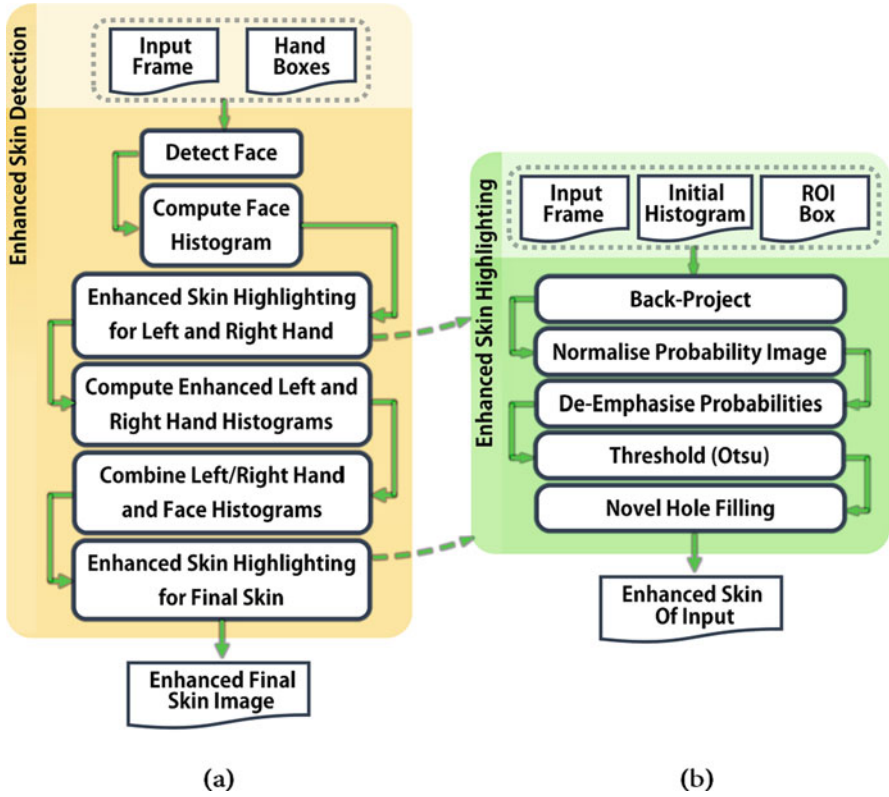 Enhanced Skin Detection
Input
Frame
Hand
Boxes
Detect Face
Compute Face
Histogram
Enhanced Skin Highlighting
for Left and Right Hand
Compute Enhanced Left and
Right Hand Histograms
Combine Left/Right Hand
and Face Histograms
Enhanced Skin Highlighting
for Final Skin
Enhanced Final
Skin Image
(a)
Enhanced Skin Highlighting
Input
Frame
Initial
Histogram
ROI
Box
Back-Project
Normalise Probability Image
De-Emphasise Probabilities
Threshold (Otsu)
Novel Hole Filling
Enhanced Skin
Of Input
(b)